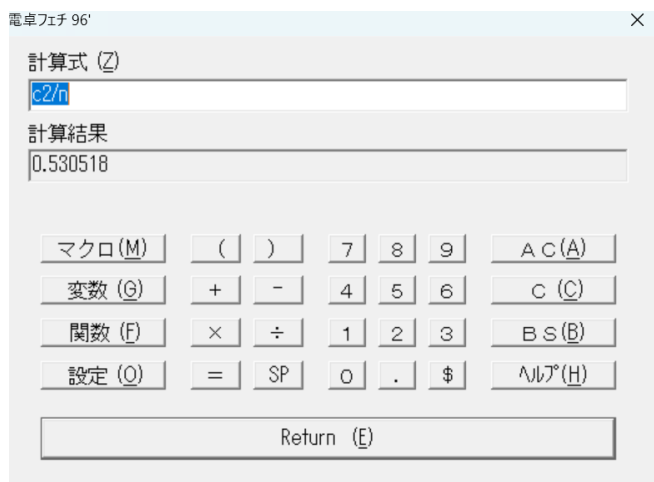 電卓フェチ 96'
計算式 (Z)
c2/n
計算結果
0.530518
マクロ(M) ( ) 7 8 9 AC(A)
変数 (G) + - 4 5 6 C (C)
関数 (F) × ÷ 1 2 3 BS(B)
設定 (O) = SP 0 . $ ヘルプ(H)
Return (E)